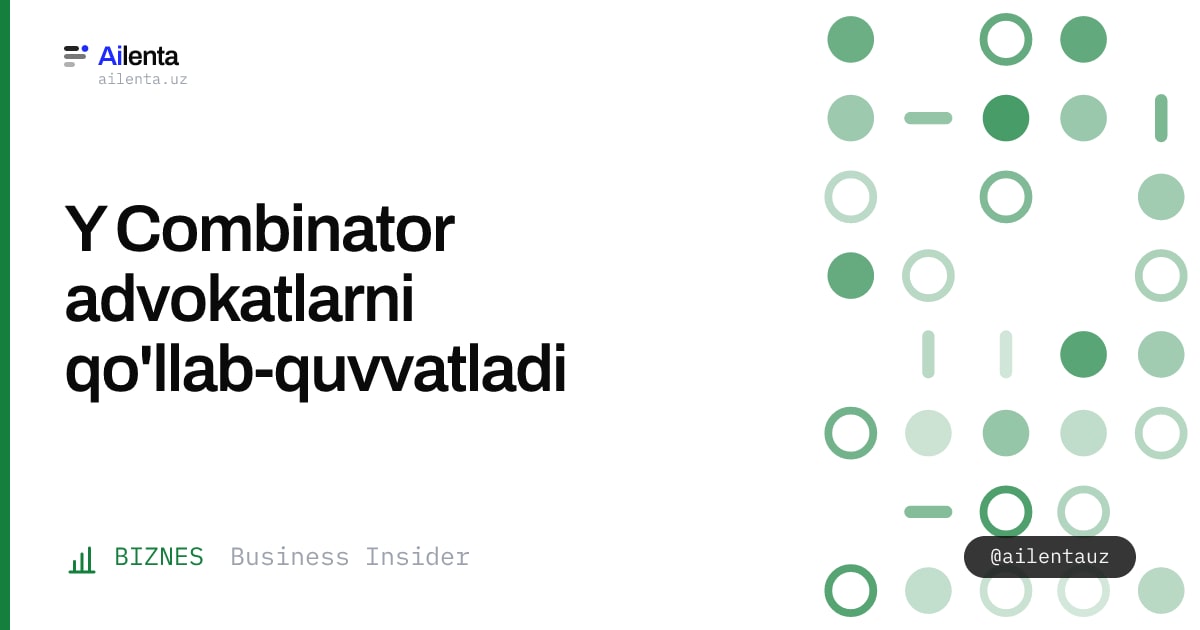 Ailenta
ailenta.uz
Y Combinator
advokatlarni
qo'llab-quvvatladi
BIZNES Business Insider
@ailentauz